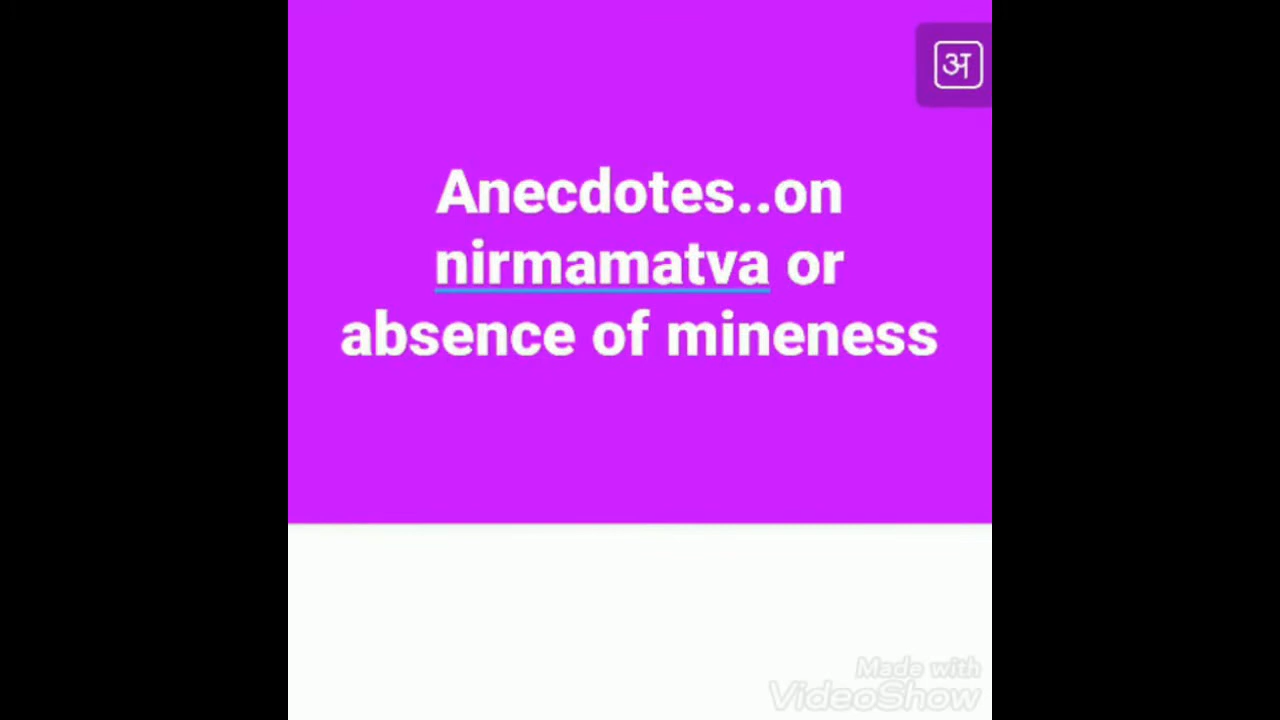 अ
Anecdotes..on
nirmamatva or
absence of mineness
Made with
VideoShow